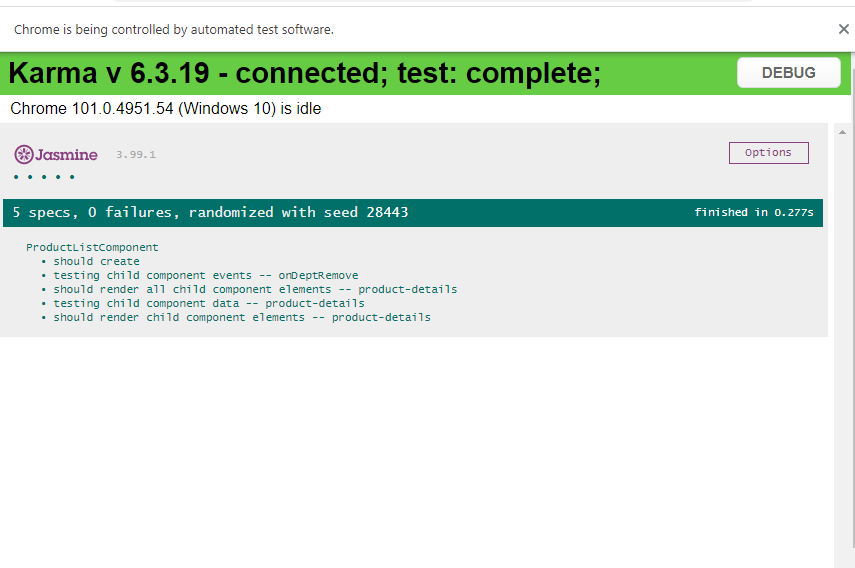 Chrome is being controlled by automated test software.
Karma v 6.3.19 - connected; test: complete;
DEBUG
Chrome 101.0.4951.54 (Windows 10) is idle
Jasmine 3.99.1
Options
• • • • •
5 specs, 0 failures, randomized with seed 28443
finished in 0.277s
ProductListComponent
• should create
• testing child component events -- onDeptRemove
• should render all child component elements -- product-details
• testing child component data -- product-details
• should render child component elements -- product-details